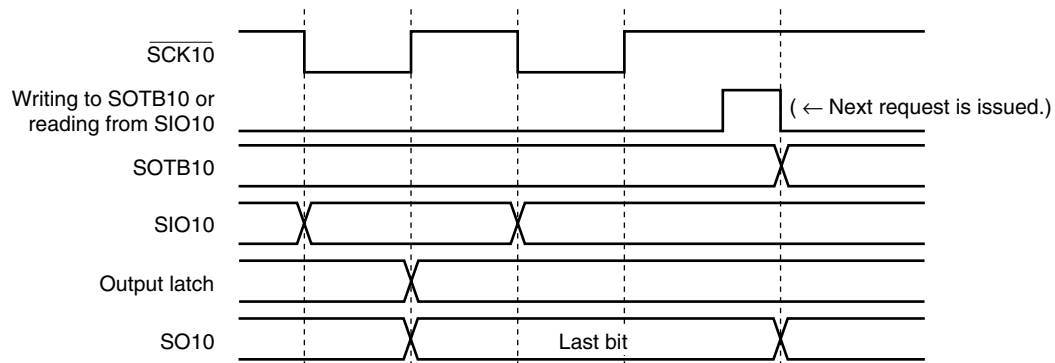 SCK10
Writing to SOTB10 or
reading from SIO10
( ← Next request is issued.)
SOTB10
SIO10
Output latch
SO10
Last bit